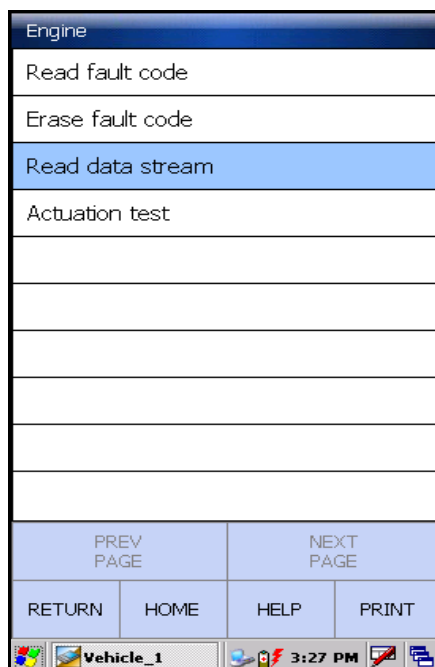 Engine
Read fault code
Erase fault code
Read data stream
Actuation test
PREV
PAGE
NEXT
PAGE
RETURN
HOME
HELP
PRINT
Vehicle_1
3:27 PM